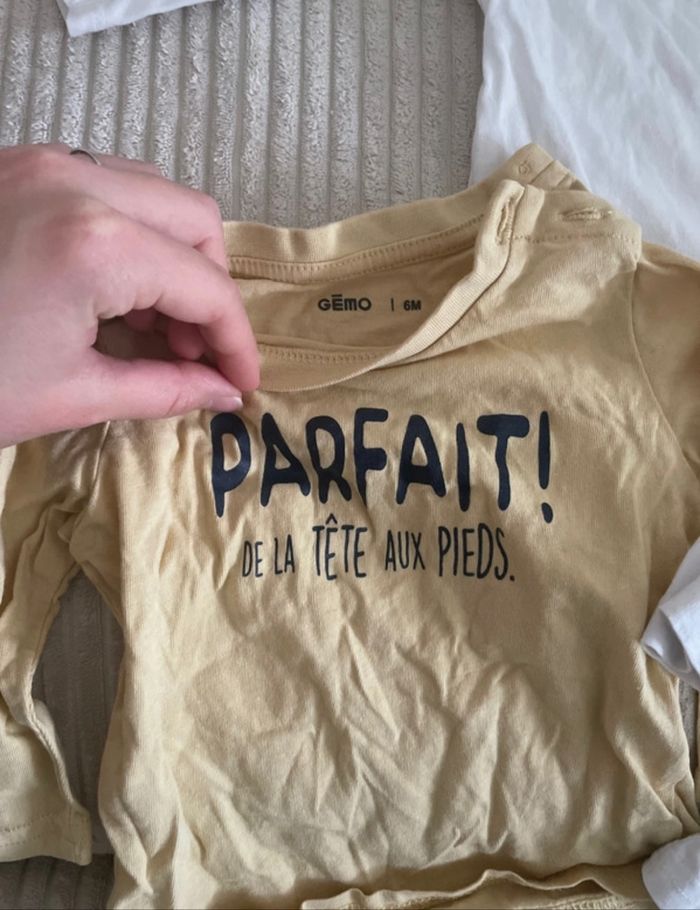 GĒMO | 6M
PARFAIT!
DE LA TÊTE AUX PIEDS.